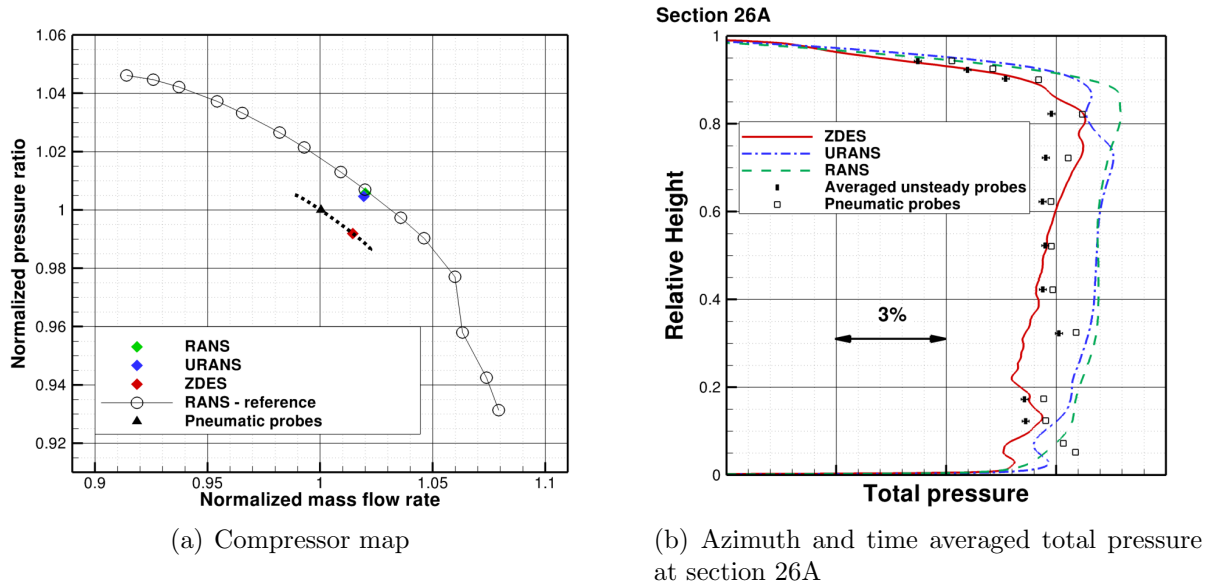 1.06
1.04
1.02
1
0.98
0.96
0.94
0.92
Normalized pressure ratio
RANS
URANS
ZDES
RANS - reference
Pneumatic probes
0.9
0.95
1
1.05
1.1
Normalized mass flow rate
(a) Compressor map
Section 26A
1
0.8
0.6
0.4
0.2
0
Relative Height
ZDES
URANS
RANS
Averaged unsteady probes
Pneumatic probes
3%
Total pressure
(b) Azimuth and time averaged total pressure
at section 26A